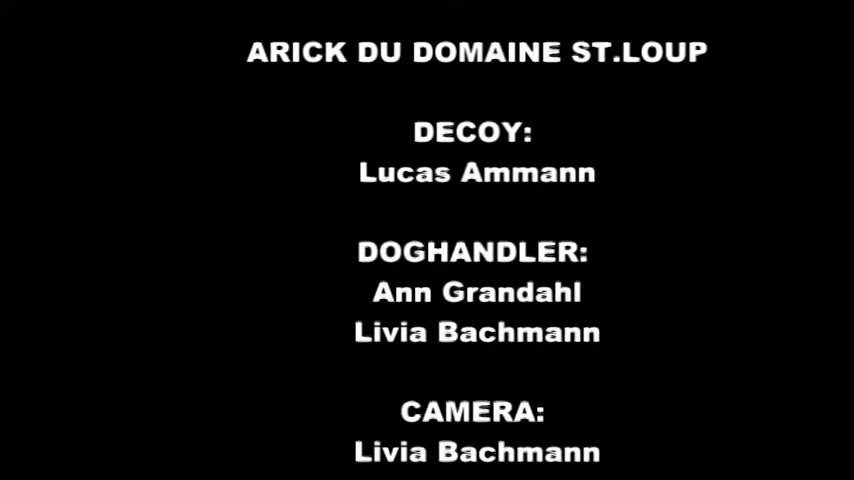 ARICK DU DOMAINE ST.LOUP
DECOY:
Lucas Ammann
DOGHANDLER:
Ann Grandahl
Livia Bachmann
CAMERA:
Livia Bachmann